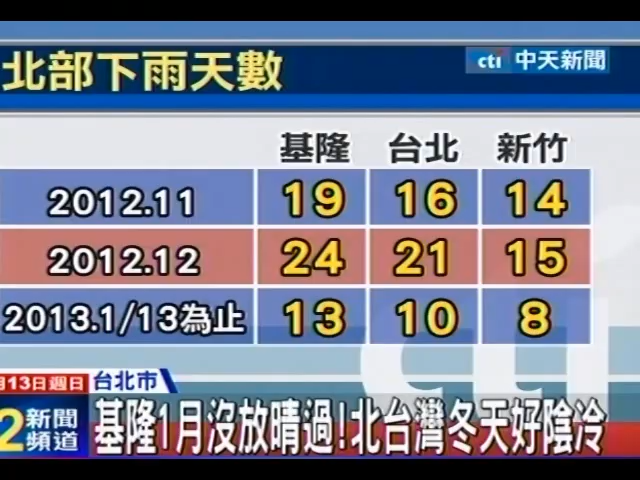 北部下雨天數
cti 中天新聞
基隆 台北 新竹
2012.11 19 16 14
2012.12 24 21 15
2013.1/13為止 13 10 8
cti
月13日週日 台北市
2 新聞頻道
基隆1月沒放晴過!北台灣冬天好陰冷